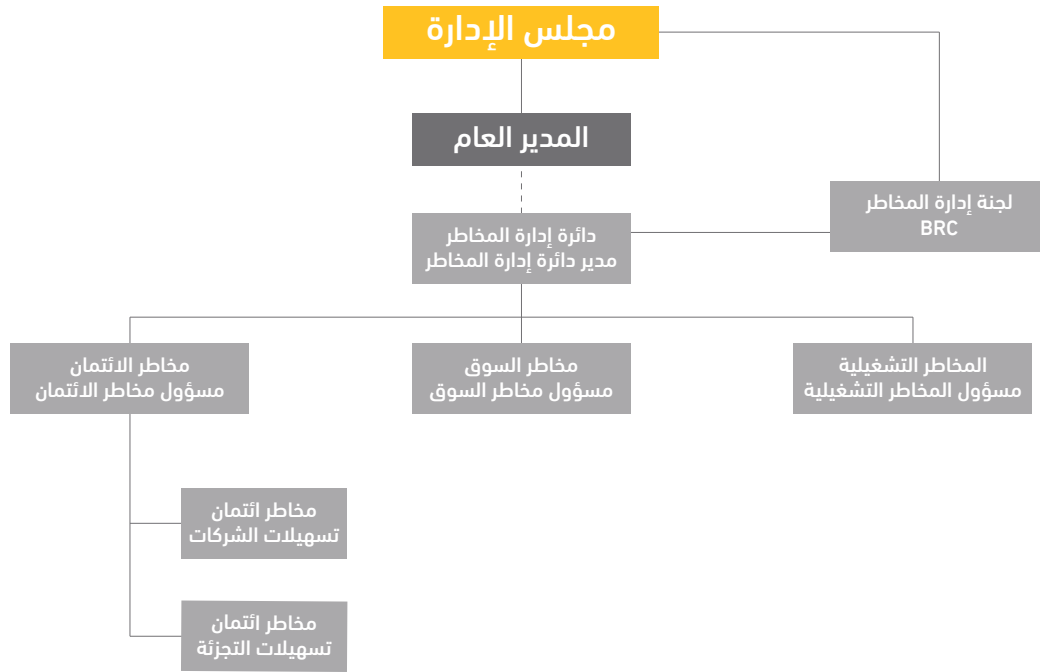 مجلس الإدارة
المدير العام
لجنة إدارة المخاطر
BRC
دائرة إدارة المخاطر
مدير دائرة إدارة المخاطر
المخاطر التشغيلية
مسؤول المخاطر التشغيلية
مخاطر السوق
مسؤول مخاطر السوق
مخاطر الائتمان
مسؤول مخاطر الائتمان
مخاطر ائتمان
تسهيلات الشركات
مخاطر ائتمان
تسهيلات التجزئة